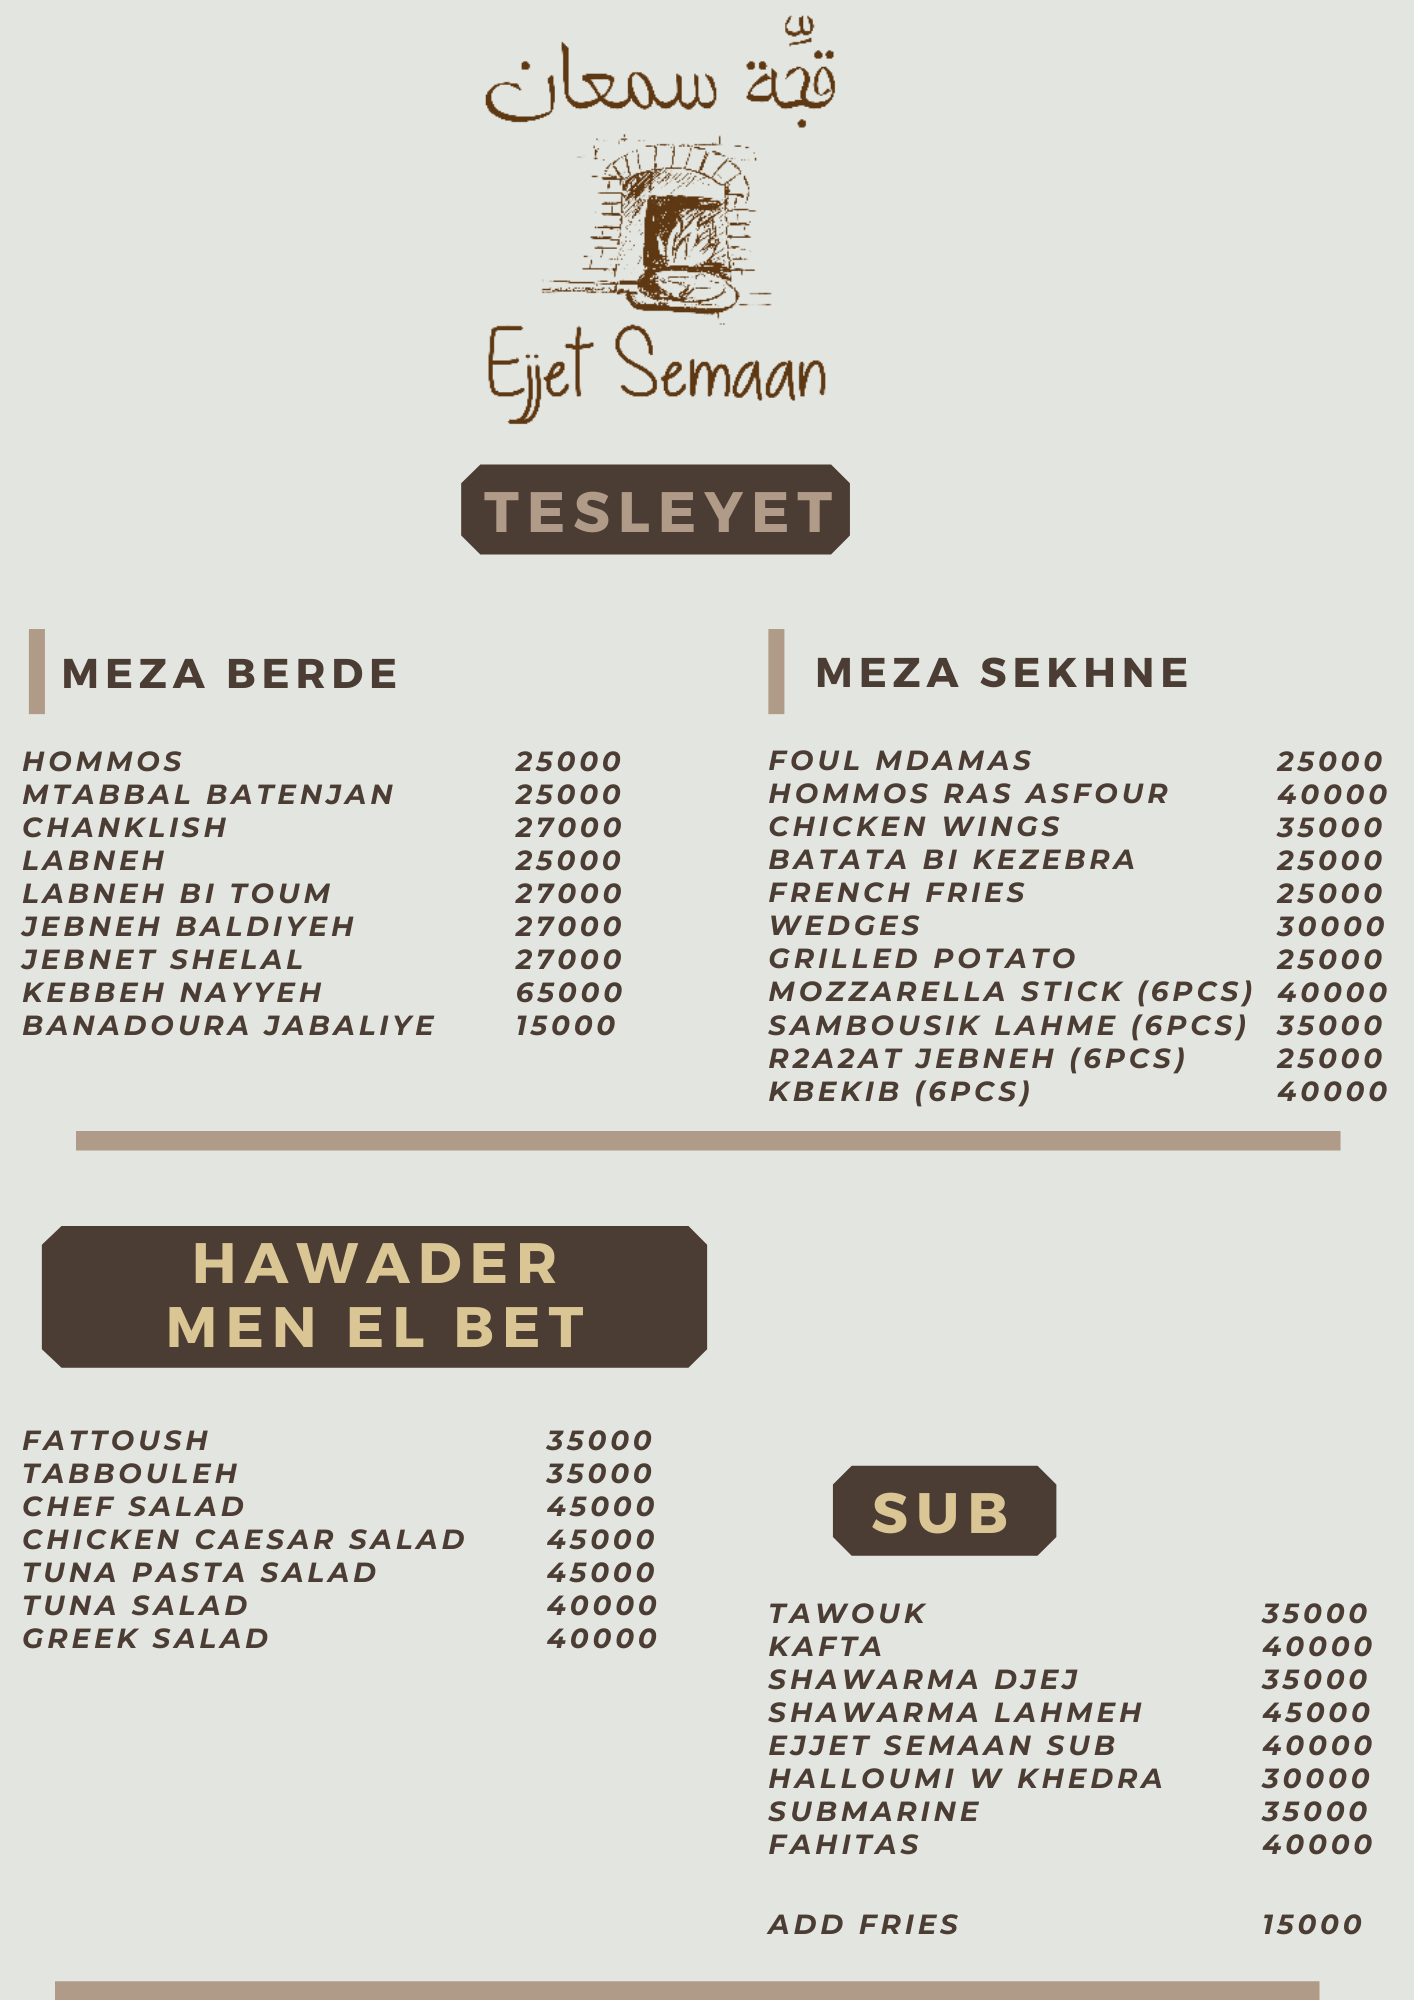 قجّة سمعان
Ejjet Semaan
TESLEYET
MEZA BERDE
HOMMOS 25000
MTABBAL BATENJAN 25000
CHANKLISH 27000
LABNEH 25000
LABNEH BI TOUM 27000
JEBNEH BALDIYEH 27000
JEBNET SHELAL 27000
KEBBEH NAYYEH 65000
BANADOURA JABALIYE 15000
MEZA SEKHNE
FOUL MDAMAS 25000
HOMMOS RAS ASFOUR 40000
CHICKEN WINGS 35000
BATATA BI KEZEBRA 25000
FRENCH FRIES 25000
WEDGES 30000
GRILLED POTATO 25000
MOZZARELLA STICK (6PCS) 40000
SAMBOUSIK LAHME (6PCS) 35000
R2A2AT JEBNEH (6PCS) 25000
KBEKIB (6PCS) 40000
HAWADER
MEN EL BET
FATTOUSH 35000
TABBOULEH 35000
CHEF SALAD 45000
CHICKEN CAESAR SALAD 45000
TUNA PASTA SALAD 45000
TUNA SALAD 40000
GREEK SALAD 40000
SUB
TAWOUK 35000
KAFTA 40000
SHAWARMA DJEJ 35000
SHAWARMA LAHMEH 45000
EJJET SEMAAN SUB 40000
HALLOUMI W KHEDRA 30000
SUBMARINE 35000
FAHITAS 40000
ADD FRIES 15000